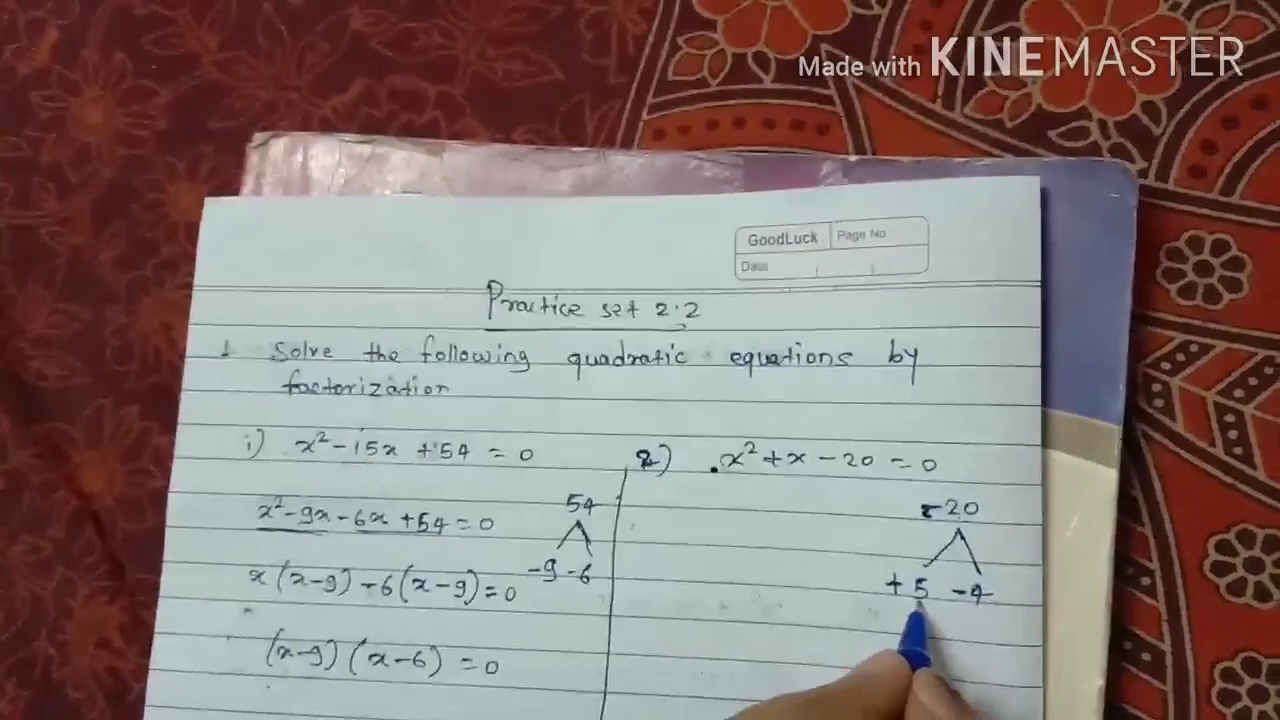 Made with KINEMASTER
GoodLuck Page No
Date
Practice set 2.2
1 Solve the following quadratic equations by
factorization
i) x² - 15x + 54 = 0
x² - 9x - 6x + 54 = 0
54
-9 -6
x(x-9) - 6(x-9) = 0
(x-9) (x-6) = 0
2) x² + x - 20 = 0
-20
+5 -4